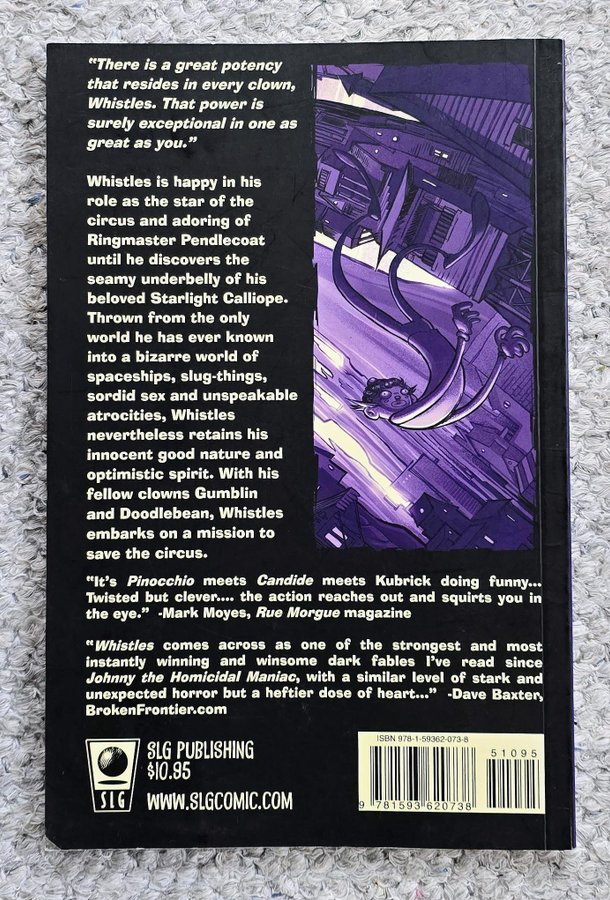 "There is a great potency
that resides in every clown,
Whistles. That power is
surely exceptional in one as
great as you."
Whistles is happy in his
role as the star of the
circus and adoring of
Ringmaster Pendlecoat
until he discovers the
seamy underbelly of his
beloved Starlight Calliope.
Thrown from the only
world he has ever known
into a bizarre world of
spaceships, slug-things,
sordid sex and unspeakable
atrocities, Whistles
nevertheless retains his
innocent good nature and
optimistic spirit. With his
fellow clowns Gumblin
and Doodlebean, Whistles
embarks on a mission to
save the circus.
"It's Pinocchio meets Candide meets Kubrick doing funny...
Twisted but clever.... the action reaches out and squirts you in
the eye." -Mark Moyes, Rue Morgue magazine
"Whistles comes across as one of the strongest and most
instantly winning and winsome dark fables I've read since
Johnny the Homicidal Maniac, with a similar level of stark and
unexpected horror but a heftier dose of heart..." -Dave Baxter,
BrokenFrontier.com
SLG
SLG PUBLISHING
$10.95
WWW.SLGCOMIC.COM
ISBN 978-1-59362-073-8
51095
9 781593 620738